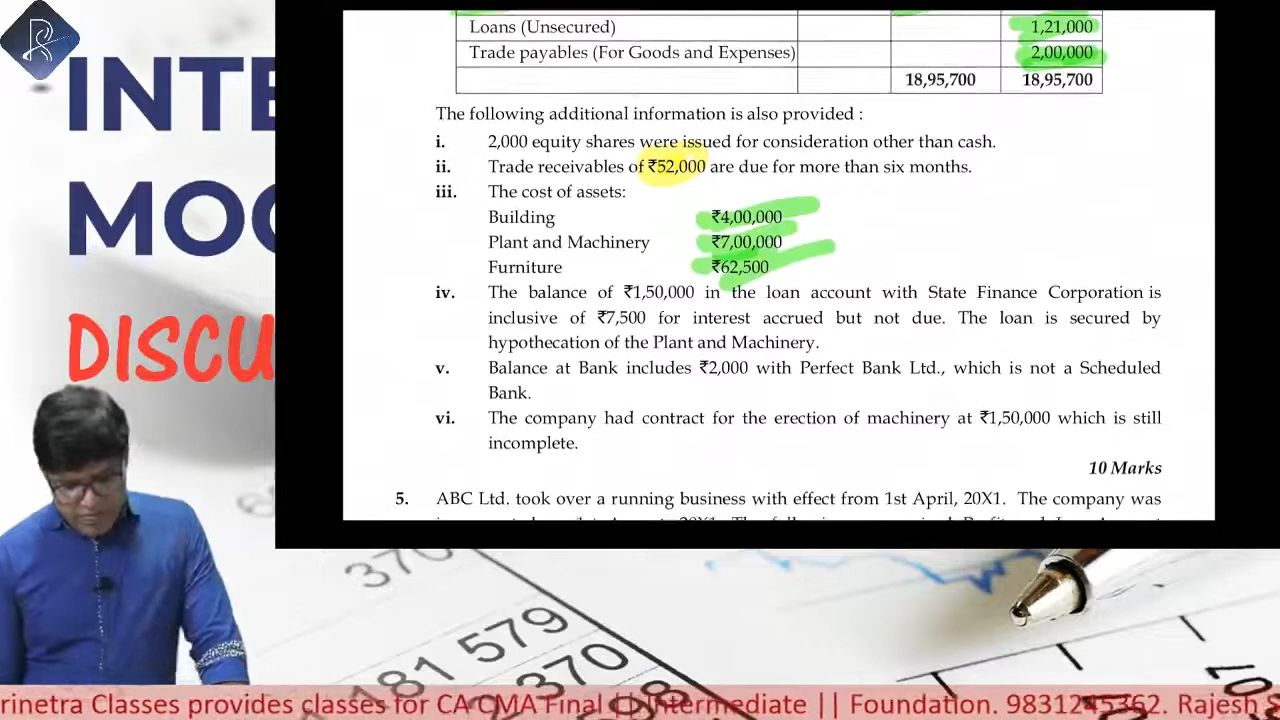 INTE
MOC
DISCU
Loans (Unsecured) 1,21,000
Trade payables (For Goods and Expenses) 2,00,000
18,95,700 18,95,700
The following additional information is also provided :
i. 2,000 equity shares were issued for consideration other than cash.
ii. Trade receivables of ₹52,000 are due for more than six months.
iii. The cost of assets:
Building ₹4,00,000
Plant and Machinery ₹7,00,000
Furniture ₹62,500
iv. The balance of ₹1,50,000 in the loan account with State Finance Corporation is
inclusive of ₹7,500 for interest accrued but not due. The loan is secured by
hypothecation of the Plant and Machinery.
v. Balance at Bank includes ₹2,000 with Perfect Bank Ltd., which is not a Scheduled
Bank.
vi. The company had contract for the erection of machinery at ₹1,50,000 which is still
incomplete.
10 Marks
5. ABC Ltd. took over a running business with effect from 1st April, 20X1. The company was
370
579
181
370
rinetra Classes provides classes for CA CMA Final || Intermediate || Foundation. 9831245362. Rajesh S